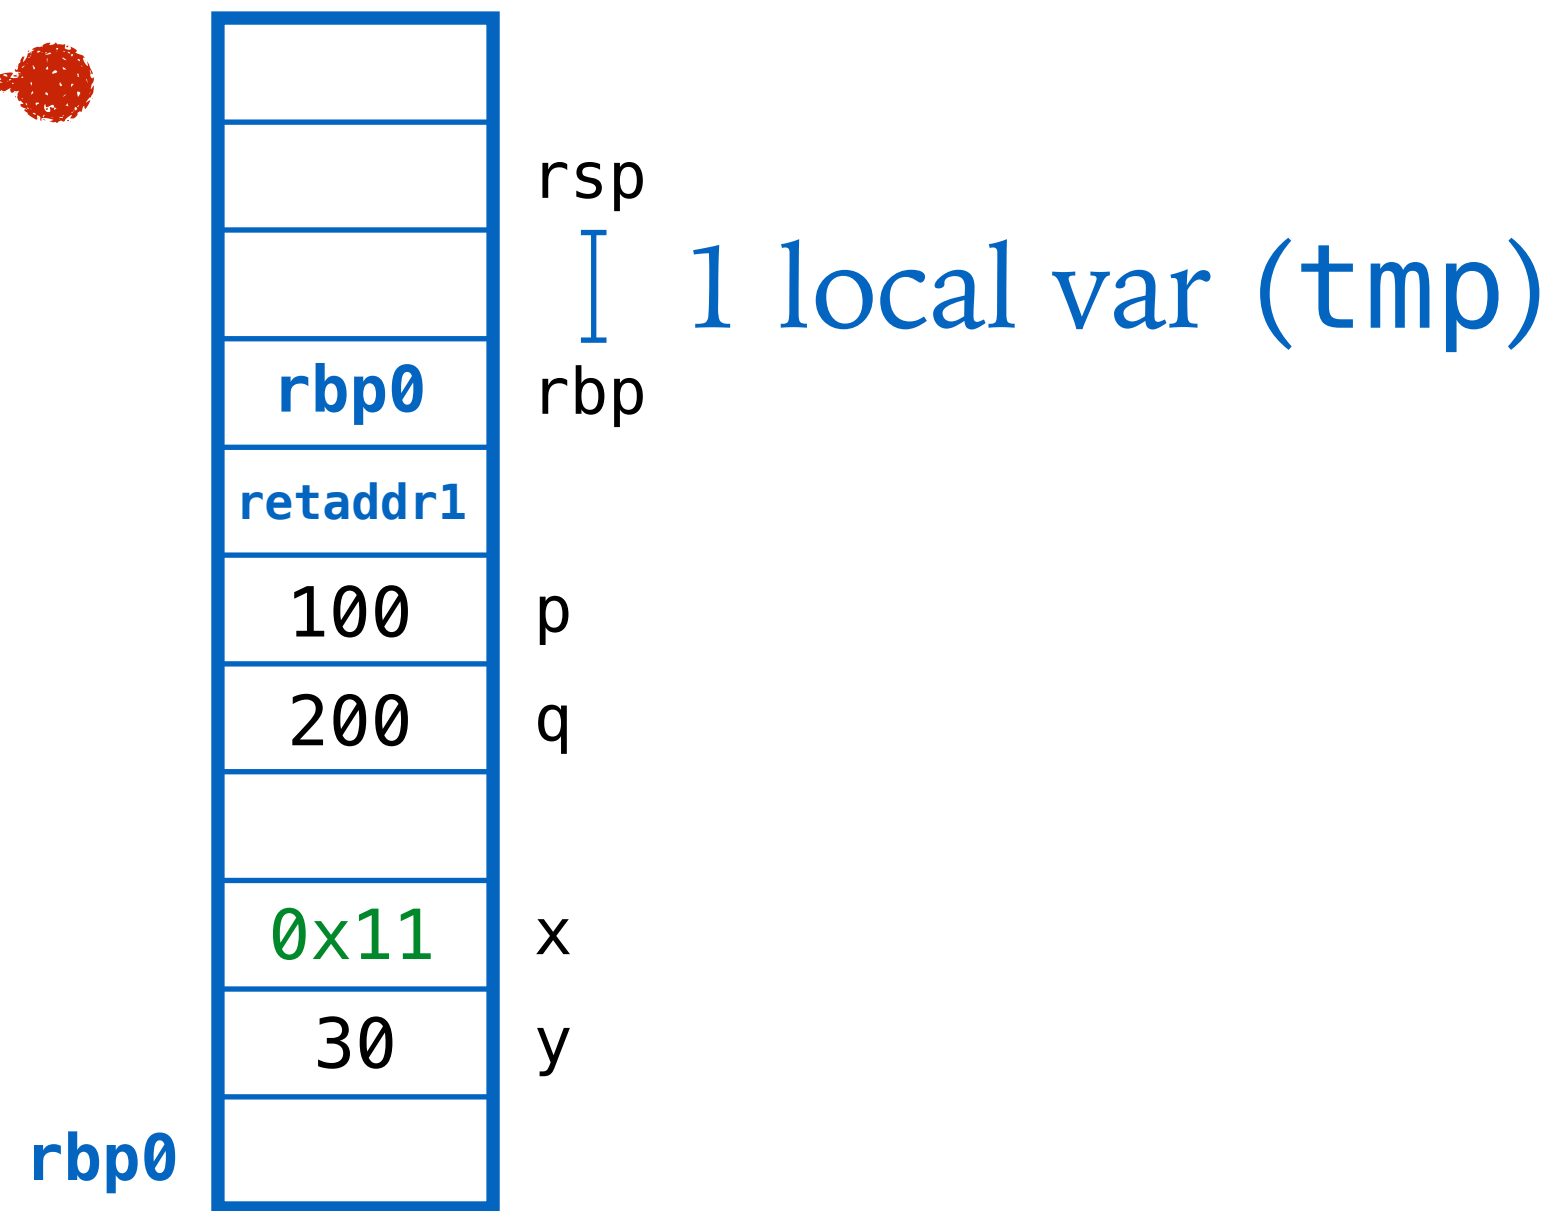 rsp
1 local var (tmp)
rbp0 rbp
retaddr1
100 p
200 q
0x11 x
30 y
rbp0